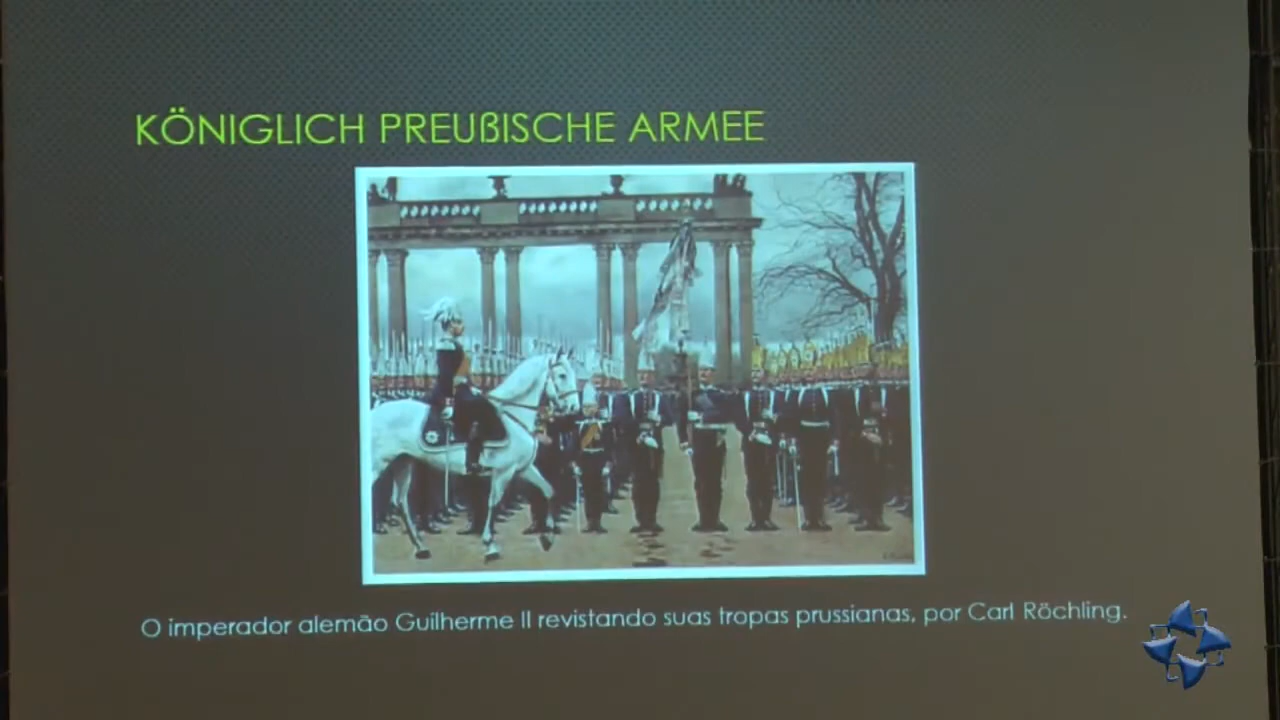 KÖNIGLICH PREUßISCHE ARMEE
O imperador alemão Guilherme II revistando suas tropas prussianas, por Carl Röchling.